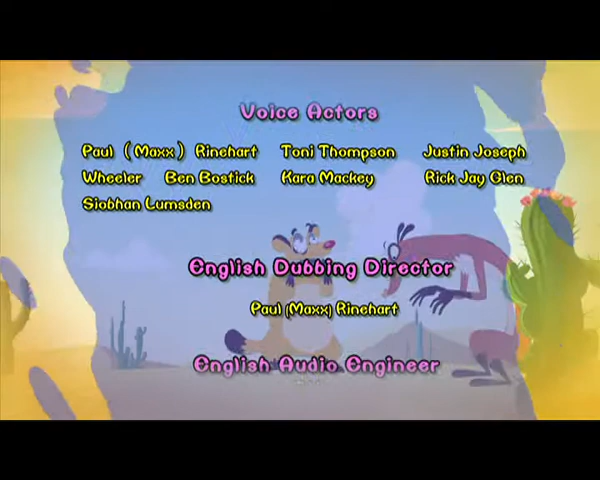 Voice Actors
Paul (Maxx) Rinehart Toni Thompson Justin Joseph
Wheeler Ben Bostick Kara Mackey Rick Jay Glen
Siobhan Lumsden
English Dubbing Director
Paul (Maxx) Rinehart
English Audio Engineer